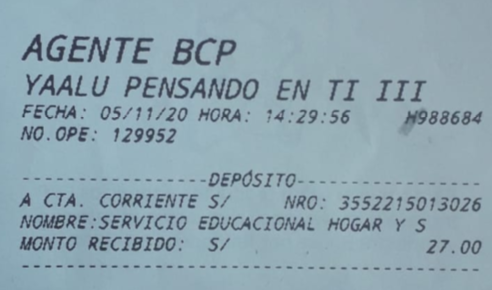 AGENTE BCP
YAALU PENSANDO EN TI III
FECHA: 05/11/20 HORA: 14:29:56 H988684
NO.OPE: 129952
--------------------DEPÓSITO--------------------
A CTA. CORRIENTE S/ NRO: 3552215013026
NOMBRE:SERVICIO EDUCACIONAL HOGAR Y S
MONTO RECIBIDO: S/ 27.00